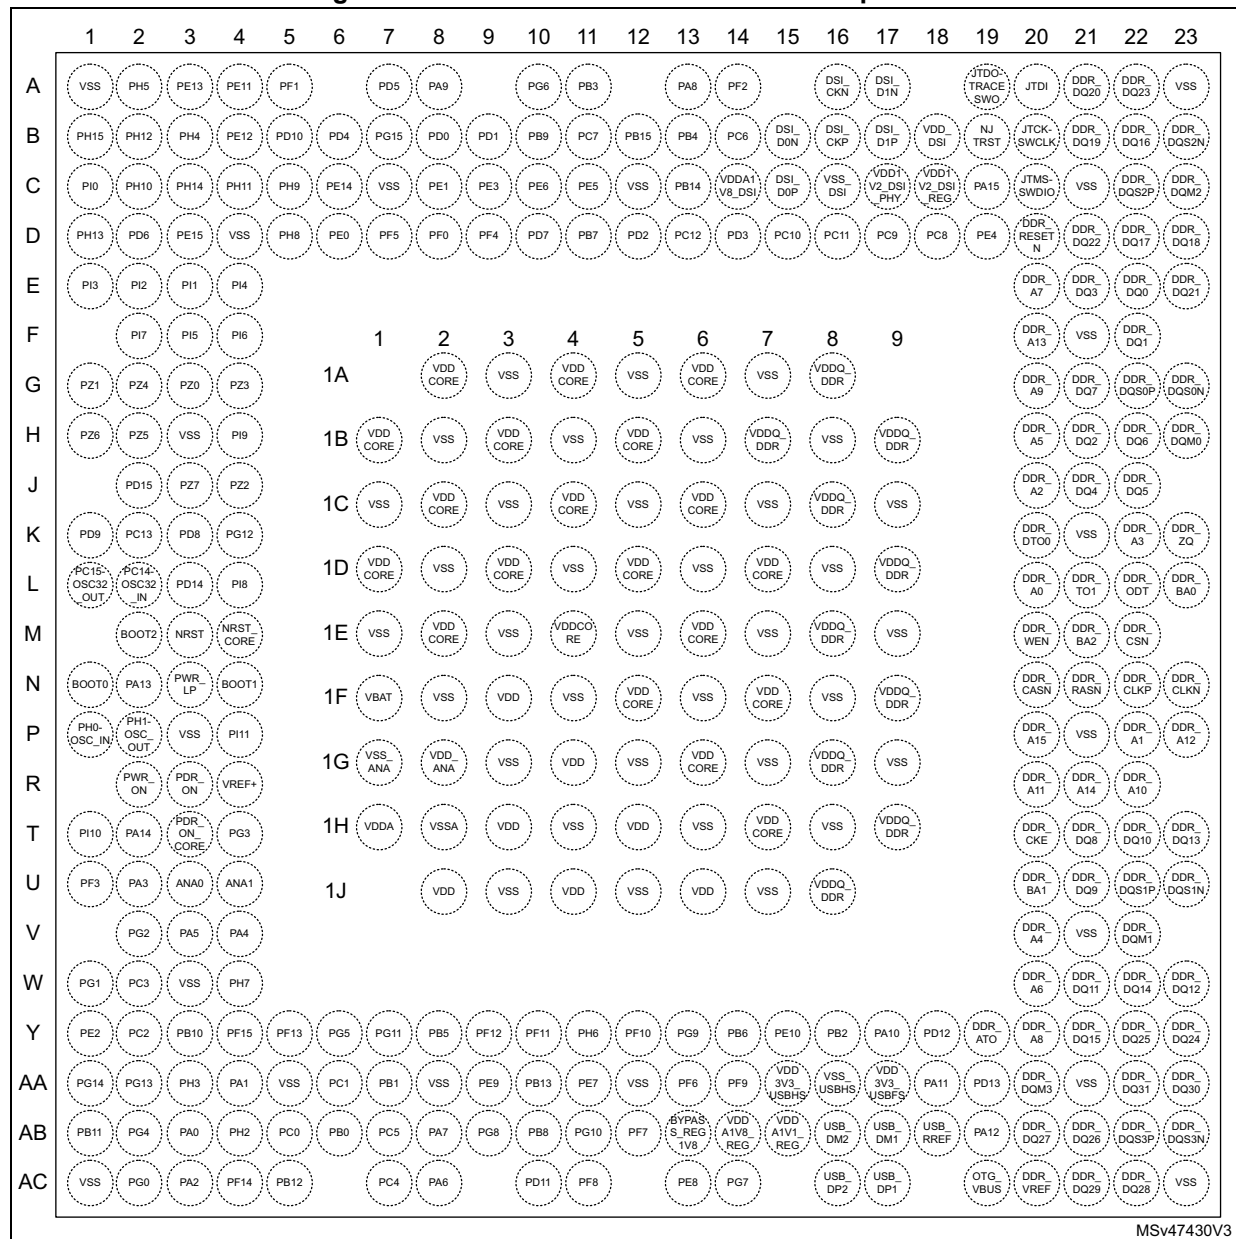 1 2 3 4 5 6 7 8 9 10 11 12 13 14 15 16 17 18 19 20 21 22 23
A VSS PH5 PE13 PE11 PF1 PD5 PA9 PG6 PB3 PA8 PF2 DSI_CKN DSI_D1N JTDO-TRACESWO JTDI DDR_DQ20 DDR_DQ23 VSS
B PH15 PH12 PH4 PE12 PD10 PD4 PG15 PD0 PD1 PB9 PC7 PB15 PB4 PC6 DSI_D0N DSI_CKP DSI_D1P VDD_DSI NJTRST JTCK-SWCLK DDR_DQ19 DDR_DQ16 DDR_DQS2N
C PI0 PH10 PH14 PH11 PH9 PE14 VSS PE1 PE3 PE6 PE5 VSS PB14 VDDA1V8_DSI DSI_D0P VSS_DSI VDD1V2_DSI_PHY VDD1V2_DSI_REG PA15 JTMS-SWDIO VSS DDR_DQS2P DDR_DQM2
D PH13 PD6 PE15 VSS PH8 PE0 PF5 PF0 PF4 PD7 PB7 PD2 PC12 PD3 PC10 PC11 PC9 PC8 PE4 DDR_RESETN DDR_DQ22 DDR_DQ17 DDR_DQ18
E PI3 PI2 PI1 PI4 DDR_A7 DDR_DQ3 DDR_DQ0 DDR_DQ21
F PI7 PI5 PI6 DDR_A13 VSS DDR_DQ1
1 2 3 4 5 6 7 8 9
1A VDDCORE VSS VDDCORE VSS VDDCORE VSS VDDQ_DDR
G PZ1 PZ4 PZ0 PZ3 DDR_A9 DDR_DQ7 DDR_DQS0P DDR_DQS0N
H PZ6 PZ5 VSS PI9 DDR_A5 DDR_DQ2 DDR_DQ6 DDR_DQM0
1B VDDCORE VSS VDDCORE VSS VDDCORE VSS VDDQ_DDR VSS VDDQ_DDR
J PD15 PZ7 PZ2 DDR_A2 DDR_DQ4 DDR_DQ5
1C VSS VDDCORE VSS VDDCORE VSS VDDCORE VSS VDDQ_DDR VSS
K PD9 PC13 PD8 PG12 DDR_DTO0 VSS DDR_A3 DDR_ZQ
1D VDDCORE VSS VDDCORE VSS VDDCORE VSS VDDCORE VSS VDDQ_DDR
L PC15-OSC32_OUT PC14-OSC32_IN PD14 PI8 DDR_A0 DDR_TO1 DDR_ODT DDR_BA0
M BOOT2 NRST NRST_CORE DDR_WEN DDR_BA2 DDR_CSN
1E VSS VDDCORE VSS VDDCORE VSS VDDCORE VSS VDDQ_DDR VSS
N BOOT0 PA13 PWR_LP BOOT1 DDR_CASN DDR_RASN DDR_CLKP DDR_CLKN
1F VBAT VSS VDD VSS VDDCORE VSS VDDCORE VSS VDDQ_DDR
P PH0-OSC_IN PH1-OSC_OUT VSS PI11 DDR_A15 VSS DDR_A1 DDR_A12
1G VSS_ANA VDD_ANA VSS VDD VSS VDDCORE VSS VDDQ_DDR VSS
R PWR_ON PDR_ON VREF+ DDR_A11 DDR_A14 DDR_A10
T PI10 PA14 PDR_ON_CORE PG3 DDR_CKE DDR_DQ8 DDR_DQ10 DDR_DQ13
1H VDDA VSSA VDD VSS VDD VSS VDDCORE VSS VDDQ_DDR
U PF3 PA3 ANA0 ANA1 DDR_BA1 DDR_DQ9 DDR_DQS1P DDR_DQS1N
1J VDD VSS VDD VSS VDD VSS VDDQ_DDR
V PG2 PA5 PA4 DDR_A4 VSS DDR_DQM1
W PG1 PC3 VSS PH7 DDR_A6 DDR_DQ11 DDR_DQ14 DDR_DQ12
Y PE2 PC2 PB10 PF15 PF13 PG5 PG11 PB5 PF12 PF11 PH6 PF10 PG9 PB6 PE10 PB2 PA10 PD12 DDR_ATO DDR_A8 DDR_DQ15 DDR_DQ25 DDR_DQ24
AA PG14 PG13 PH3 PA1 VSS PC1 PB1 VSS PE9 PB13 PE7 VSS PF6 PF9 VDD3V3_USBHS VSS_USBHS VDD3V3_USBFS PA11 PD13 DDR_DQM3 VSS DDR_DQ31 DDR_DQ30
AB PB11 PG4 PA0 PH2 PC0 PB0 PC5 PA7 PG8 PB8 PG10 PF7 BYPASS_REG1V8 VDDA1V8_REG VDDA1V1_REG USB_DM2 USB_DM1 USB_RREF PA12 DDR_DQ27 DDR_DQ26 DDR_DQS3P DDR_DQS3N
AC VSS PG0 PA2 PF14 PB12 PC4 PA6 PD11 PF8 PE8 PG7 USB_DP2 USB_DP1 OTG_VBUS DDR_VREF DDR_DQ29 DDR_DQ28 VSS
MSv47430V3